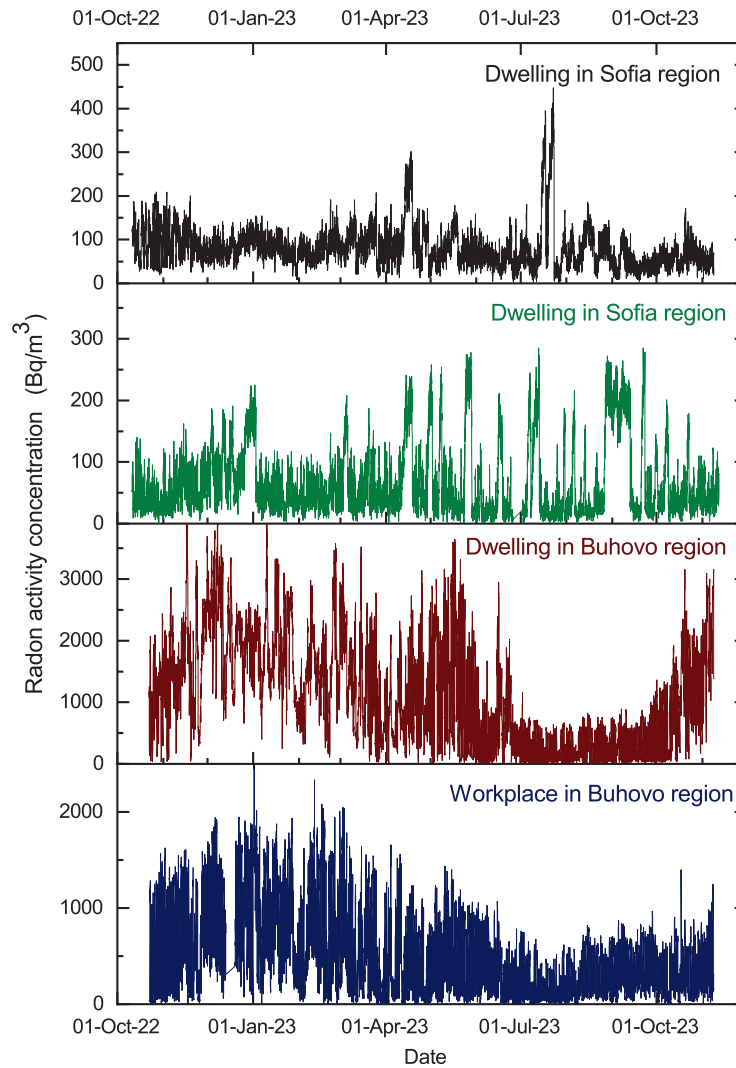 01-Oct-22 01-Jan-23 01-Apr-23 01-Jul-23 01-Oct-23
Dwelling in Sofia region
500
400
300
200
100
0
Dwelling in Sofia region
300
200
100
0
Dwelling in Buhovo region
3000
2000
1000
0
Workplace in Buhovo region
2000
1000
0
Radon activity concentration (Bq/m³)
01-Oct-22 01-Jan-23 01-Apr-23 01-Jul-23 01-Oct-23
Date